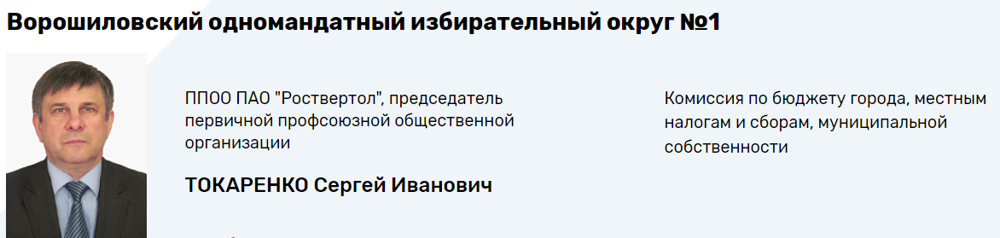 Ворошиловский одномандатный избирательный округ №1
ППОО ПАО "Роствертол", председатель
первичной профсоюзной общественной
организации
ТОКАРЕНКО Сергей Иванович
Комиссия по бюджету города, местным
налогам и сборам, муниципальной
собственности